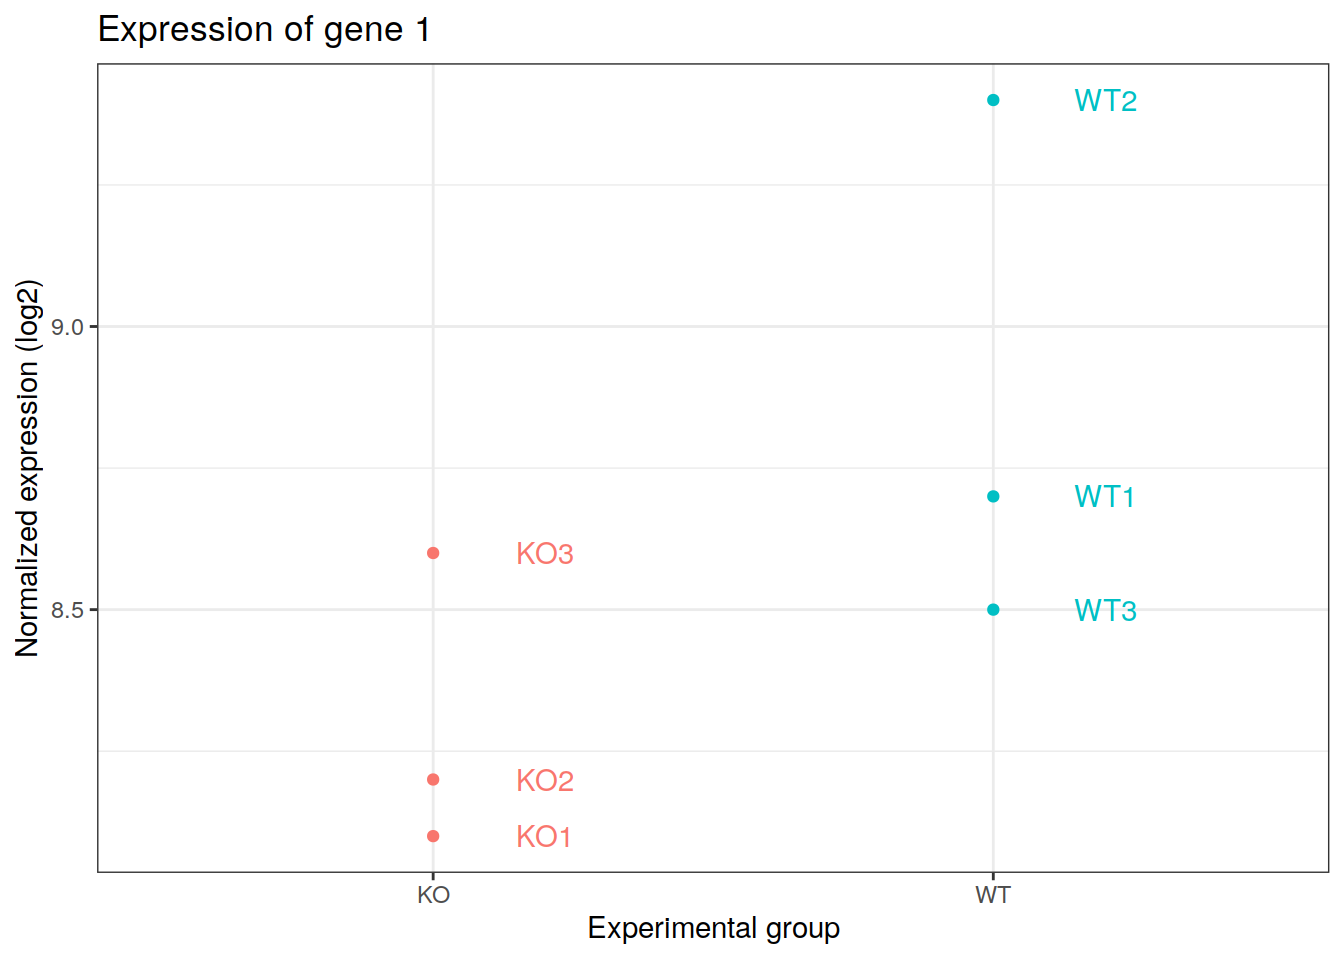 Expression of gene 1
Normalized expression (log2)
9.0
8.5
WT2
WT1
KO3
WT3
KO2
KO1
KO
WT
Experimental group